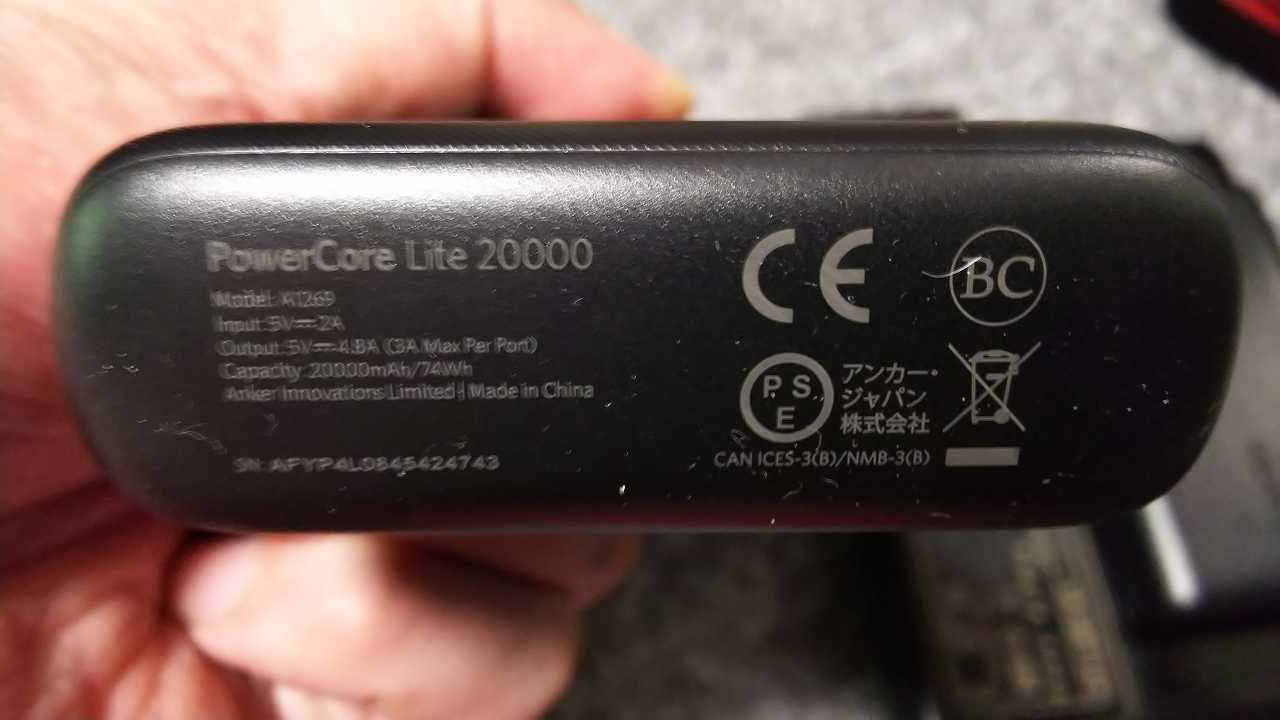 PowerCore Lite 20000
Model: A1269
Input: 5V⎓2A
Output: 5V⎓4.8A (3A Max Per Port)
Capacity: 20000mAh/74Wh
Anker Innovations Limited | Made in China
SN: AFYP4L0845424743
CE
BC
PSE
アンカー・
ジャパン
株式会社
CAN ICES-3(B)/NMB-3(B)